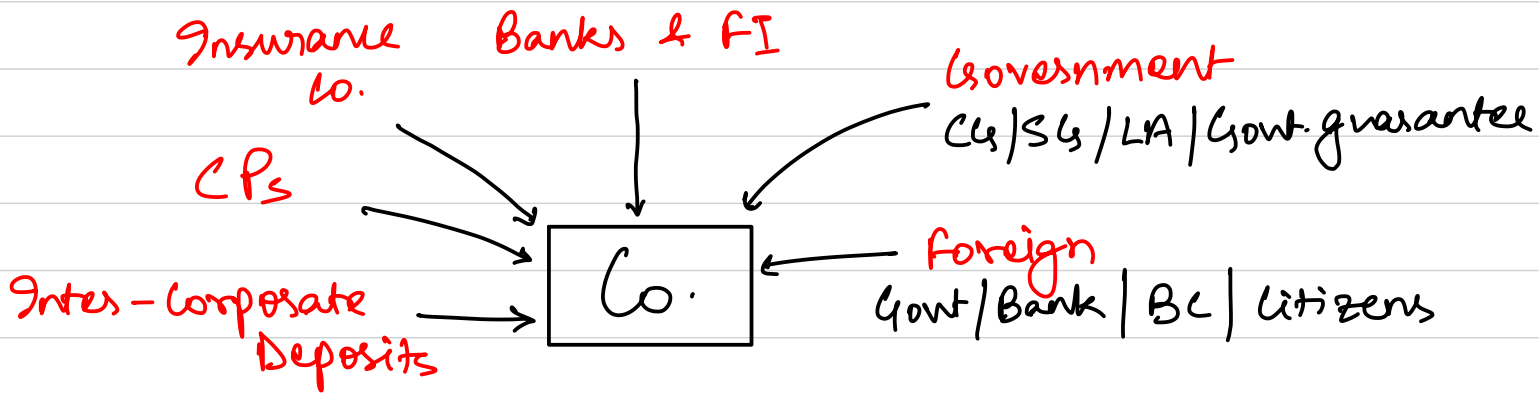 Insurance
Co.
Banks & FI
Government
CG/SG/LA/Govt. guarantee
CPs
Foreign
Govt/Bank/BC/Citizens
Inter-Corporate
Deposits
Co.